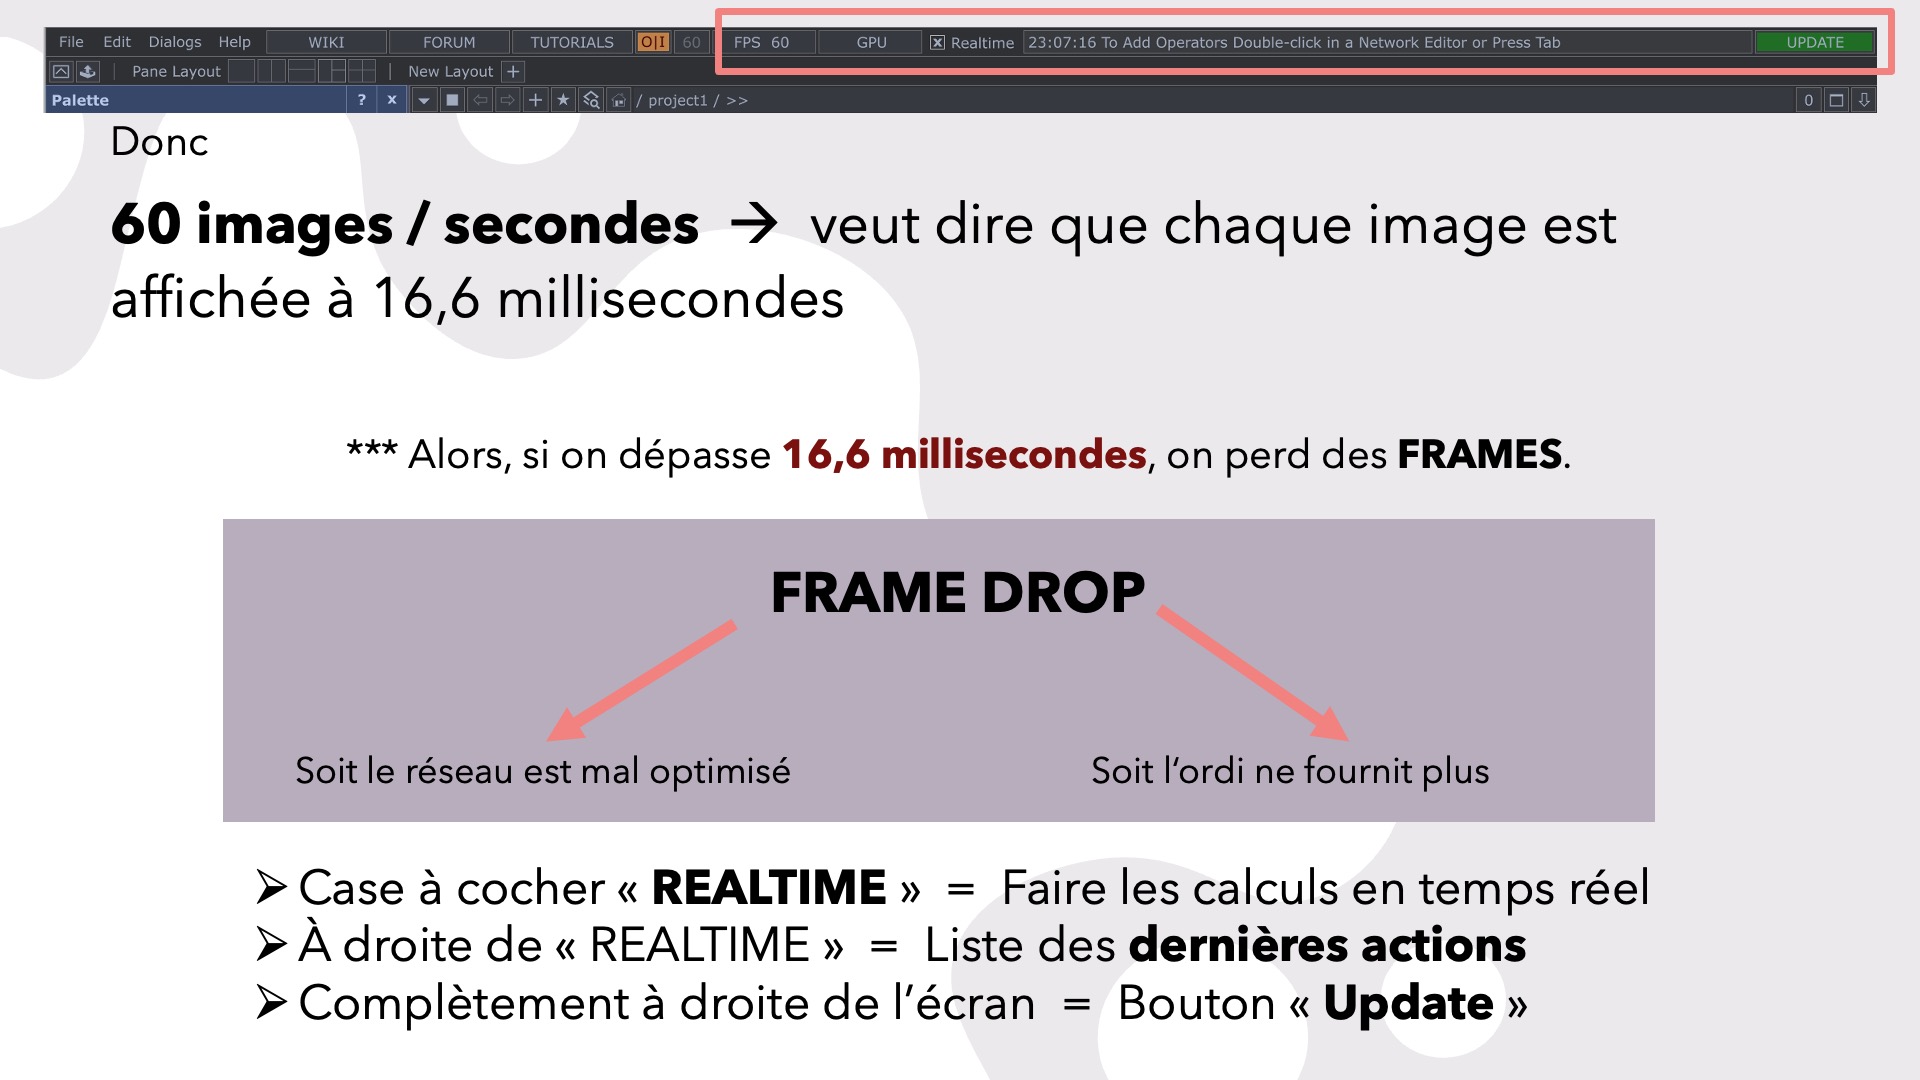 File Edit Dialogs Help WIKI FORUM TUTORIALS O|I 60 FPS 60 GPU x Realtime 23:07:16 To Add Operators Double-click in a Network Editor or Press Tab UPDATE
Pane Layout New Layout +
Palette ? x + ★ / project1 / >> 0
Donc
60 images / secondes → veut dire que chaque image est
affichée à 16,6 millisecondes
*** Alors, si on dépasse 16,6 millisecondes, on perd des FRAMES.
FRAME DROP
Soit le réseau est mal optimisé
Soit l‘ordi ne fournit plus
➢ Case à cocher « REALTIME » = Faire les calculs en temps réel
➢ À droite de « REALTIME » = Liste des dernières actions
➢ Complètement à droite de l’écran = Bouton « Update »